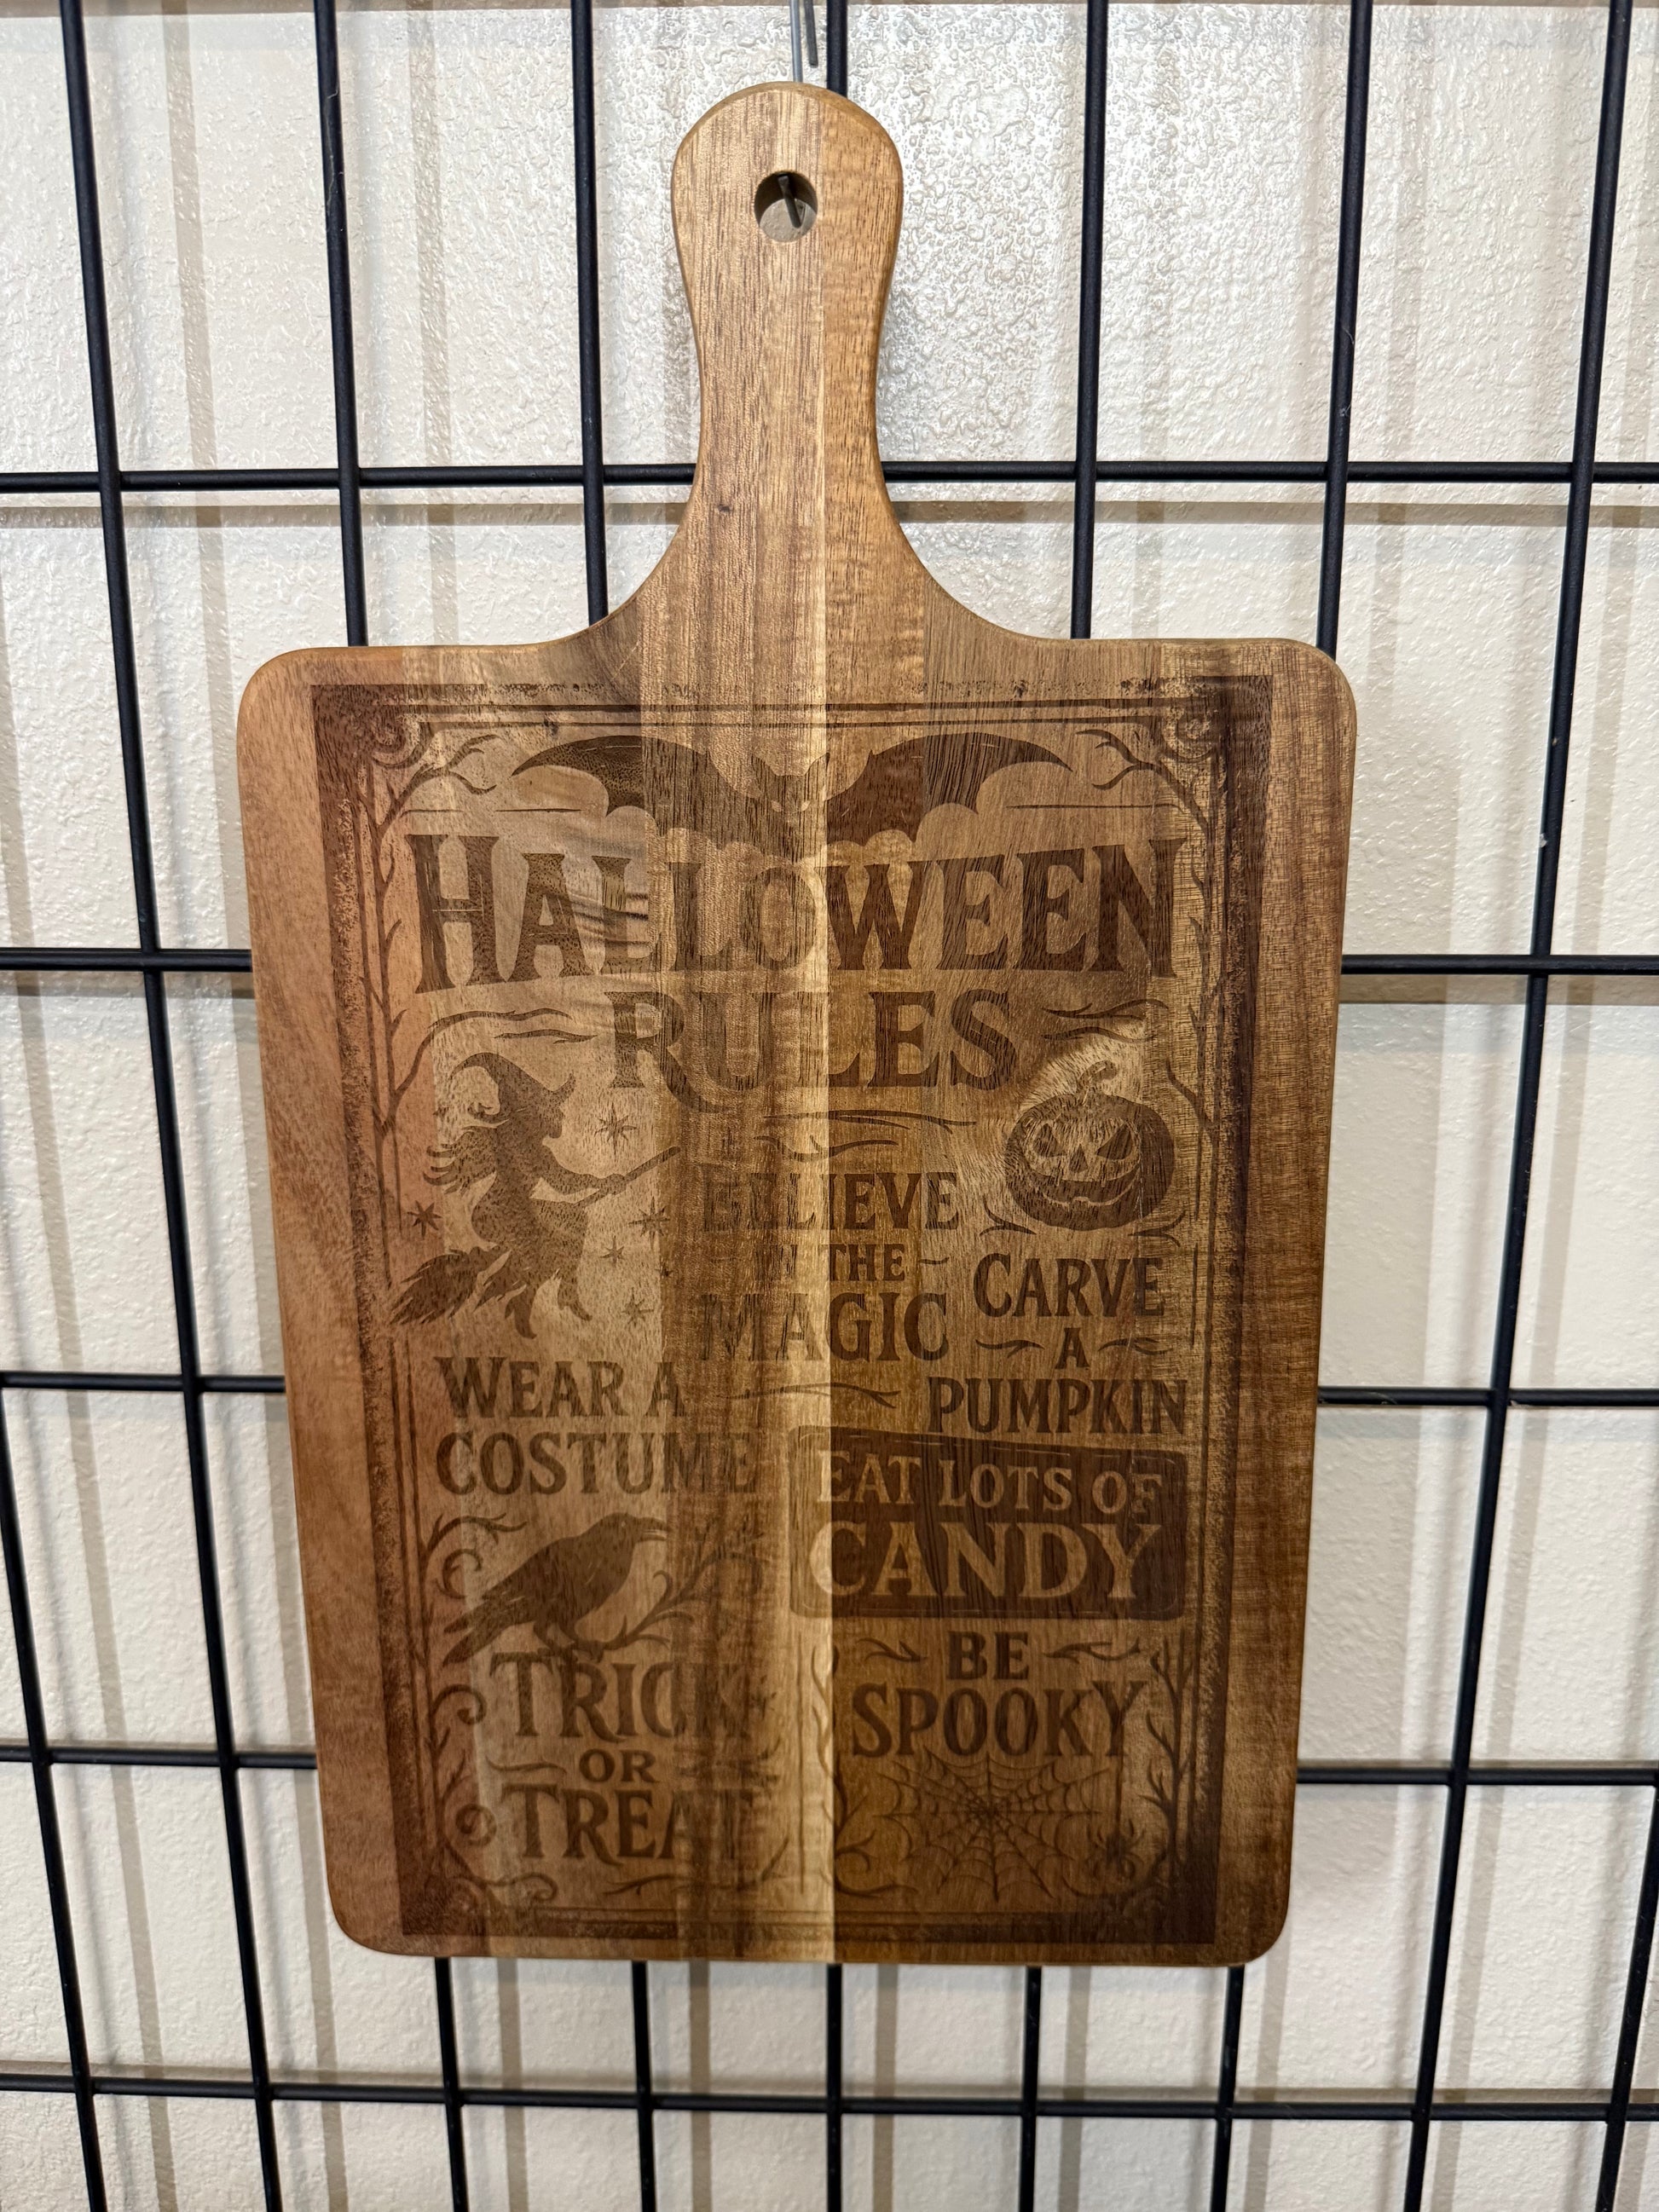 HALLOWEEN
RULES
BELIEVE
IN THE
MAGIC
CARVE
A
PUMPKIN
WEAR A
COSTUME
EAT LOTS OF
CANDY
TRICK
OR
TREAT
BE
SPOOKY